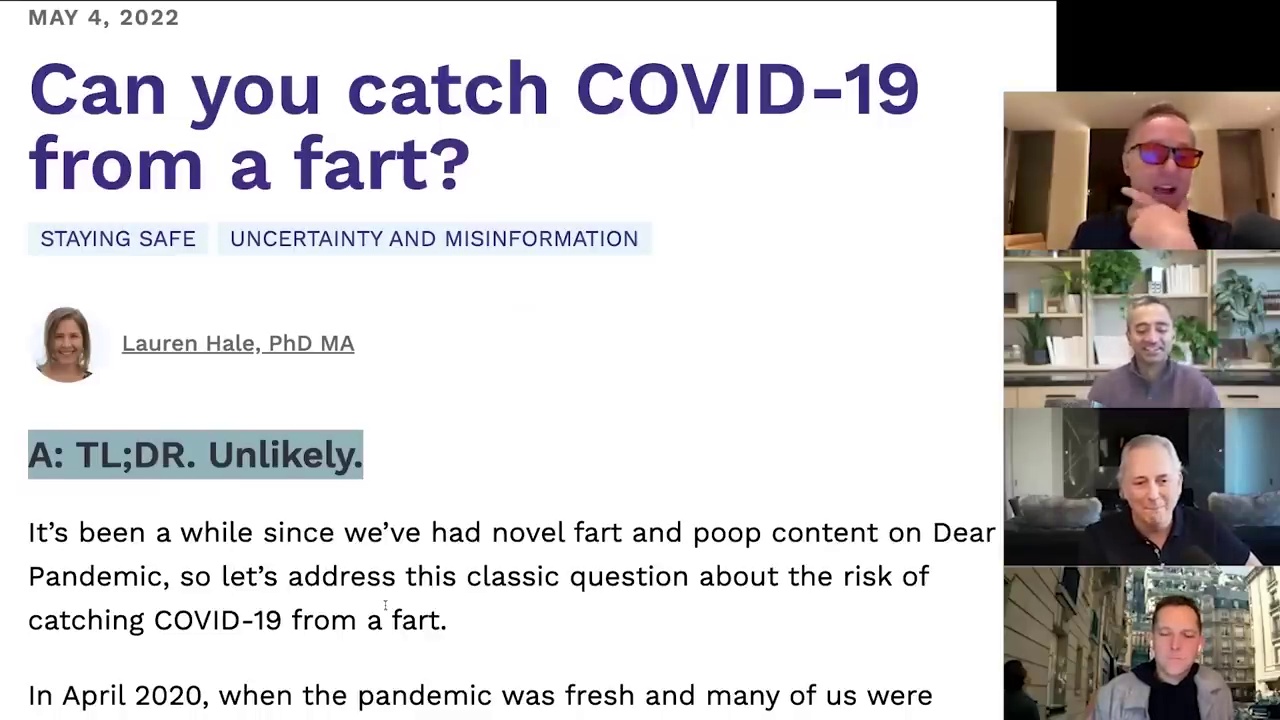 MAY 4, 2022
Can you catch COVID-19
from a fart?
STAYING SAFE UNCERTAINTY AND MISINFORMATION
Lauren Hale, PhD MA
A: TL;DR. Unlikely.
It’s been a while since we’ve had novel fart and poop content on Dear
Pandemic, so let’s address this classic question about the risk of
catching COVID-19 from a fart.
In April 2020, when the pandemic was fresh and many of us were